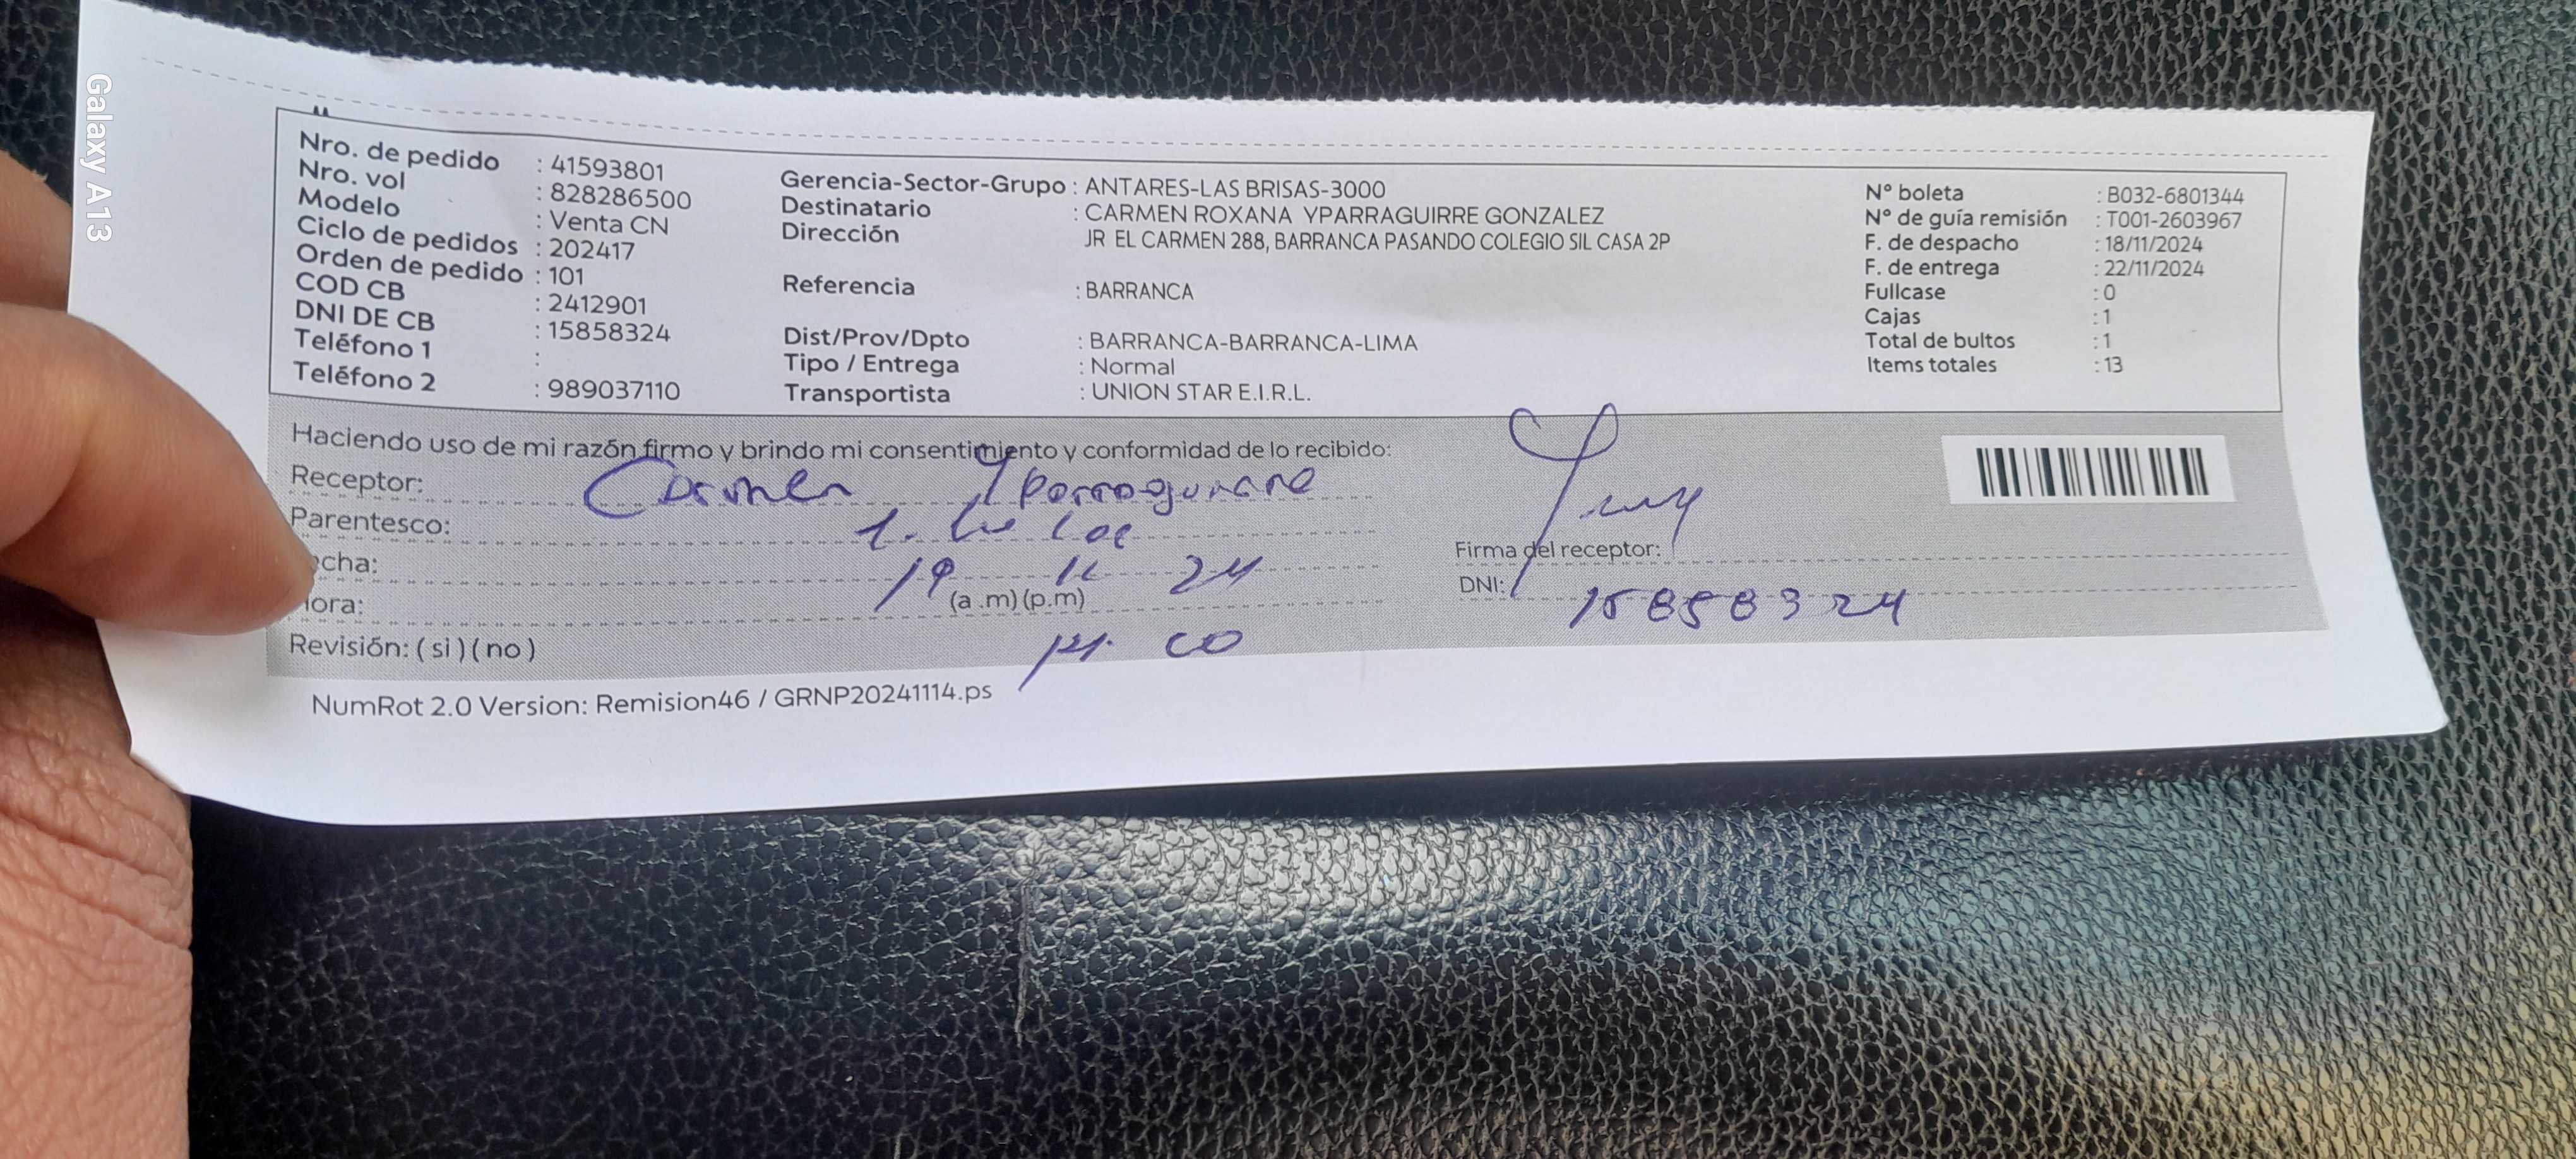 Galaxy A13
Nro. de pedido : 41593801
Nro. vol : 828286500
Modelo : Venta CN
Ciclo de pedidos : 202417
Orden de pedido : 101
COD CB : 2412901
DNI DE CB : 15858324
Teléfono 1 :
Teléfono 2 : 989037110
Gerencia-Sector-Grupo : ANTARES-LAS BRISAS-3000
Destinatario : CARMEN ROXANA YPARRAGUIRRE GONZALEZ
Dirección JR EL CARMEN 288, BARRANCA PASANDO COLEGIO SIL CASA 2P
Referencia : BARRANCA
Dist/Prov/Dpto : BARRANCA-BARRANCA-LIMA
Tipo / Entrega : Normal
Transportista : UNION STAR E.I.R.L.
N° boleta : B032-6801344
N° de guía remisión : T001-2603967
F. de despacho : 18/11/2024
F. de entrega : 22/11/2024
Fullcase : 0
Cajas : 1
Total de bultos : 1
Items totales : 13
Haciendo uso de mi razón firmo y brindo mi consentimiento y conformidad de lo recibido:
Receptor: Carmen
Parentesco:
cha: 19 11 24
ora: (a .m) (p.m)
14. 00
Revisión: ( si ) ( no )
Firma del receptor:
DNI: 15858324
NumRot 2.0 Version: Remision46 / GRNP20241114.ps